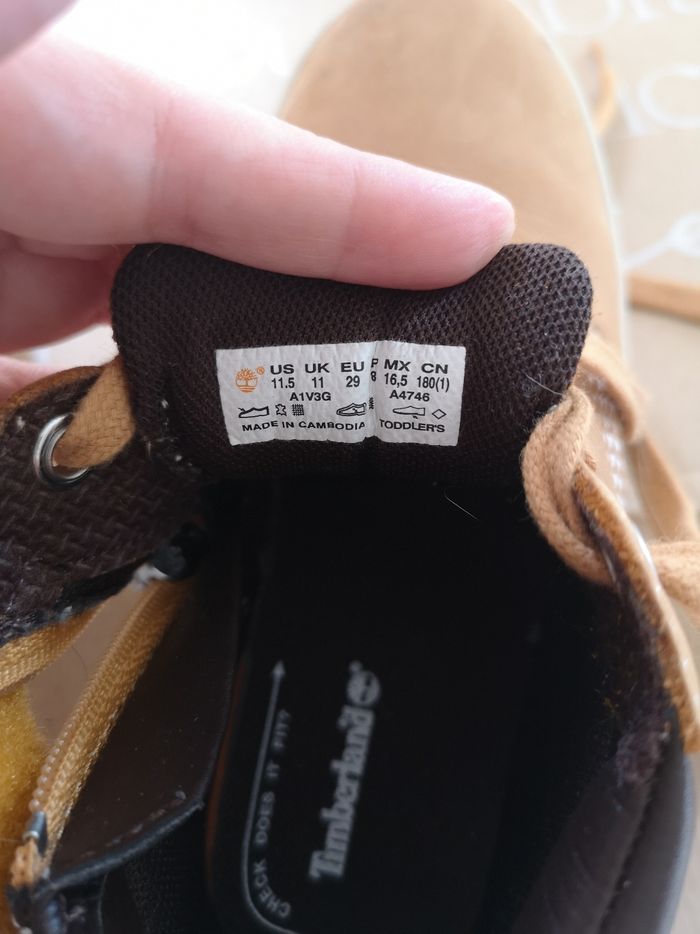 US UK EU P MX CN
11.5 11 29 8 16,5 180(1)
A1V3G A4746
MADE IN CAMBODIA TODDLER'S
CHECK DOES IT FIT?
Timberland